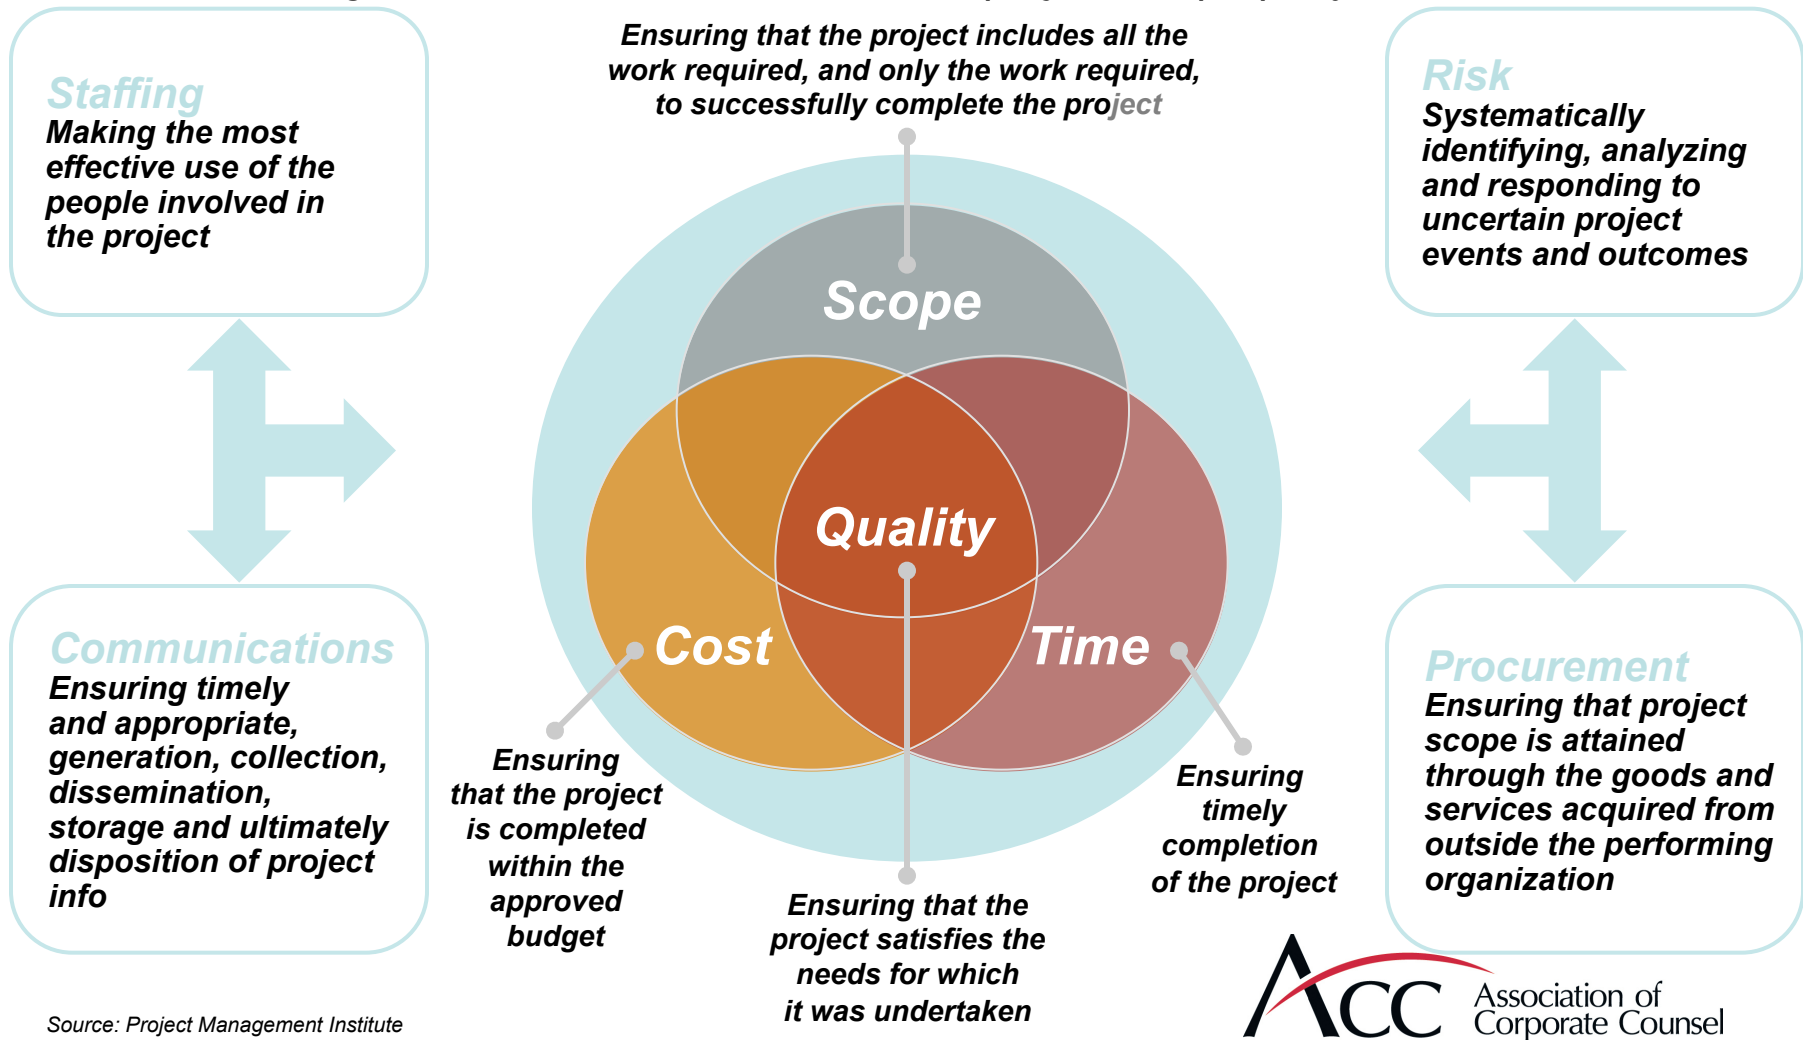 Ensuring that the project includes all the
work required, and only the work required,
to successfully complete the project
Staffing
Making the most
effective use of the
people involved in
the project
Risk
Systematically
identifying, analyzing
and responding to
uncertain project
events and outcomes
Scope
Quality
Cost
Time
Communications
Ensuring timely
and appropriate,
generation, collection,
dissemination,
storage and ultimately
disposition of project
info
Ensuring
that the project
is completed
within the
approved
budget
Ensuring that the
project satisfies the
needs for which
it was undertaken
Ensuring
timely
completion
of the project
Procurement
Ensuring that project
scope is attained
through the goods and
services acquired from
outside the performing
organization
Source: Project Management Institute
ACC
Association of
Corporate Counsel